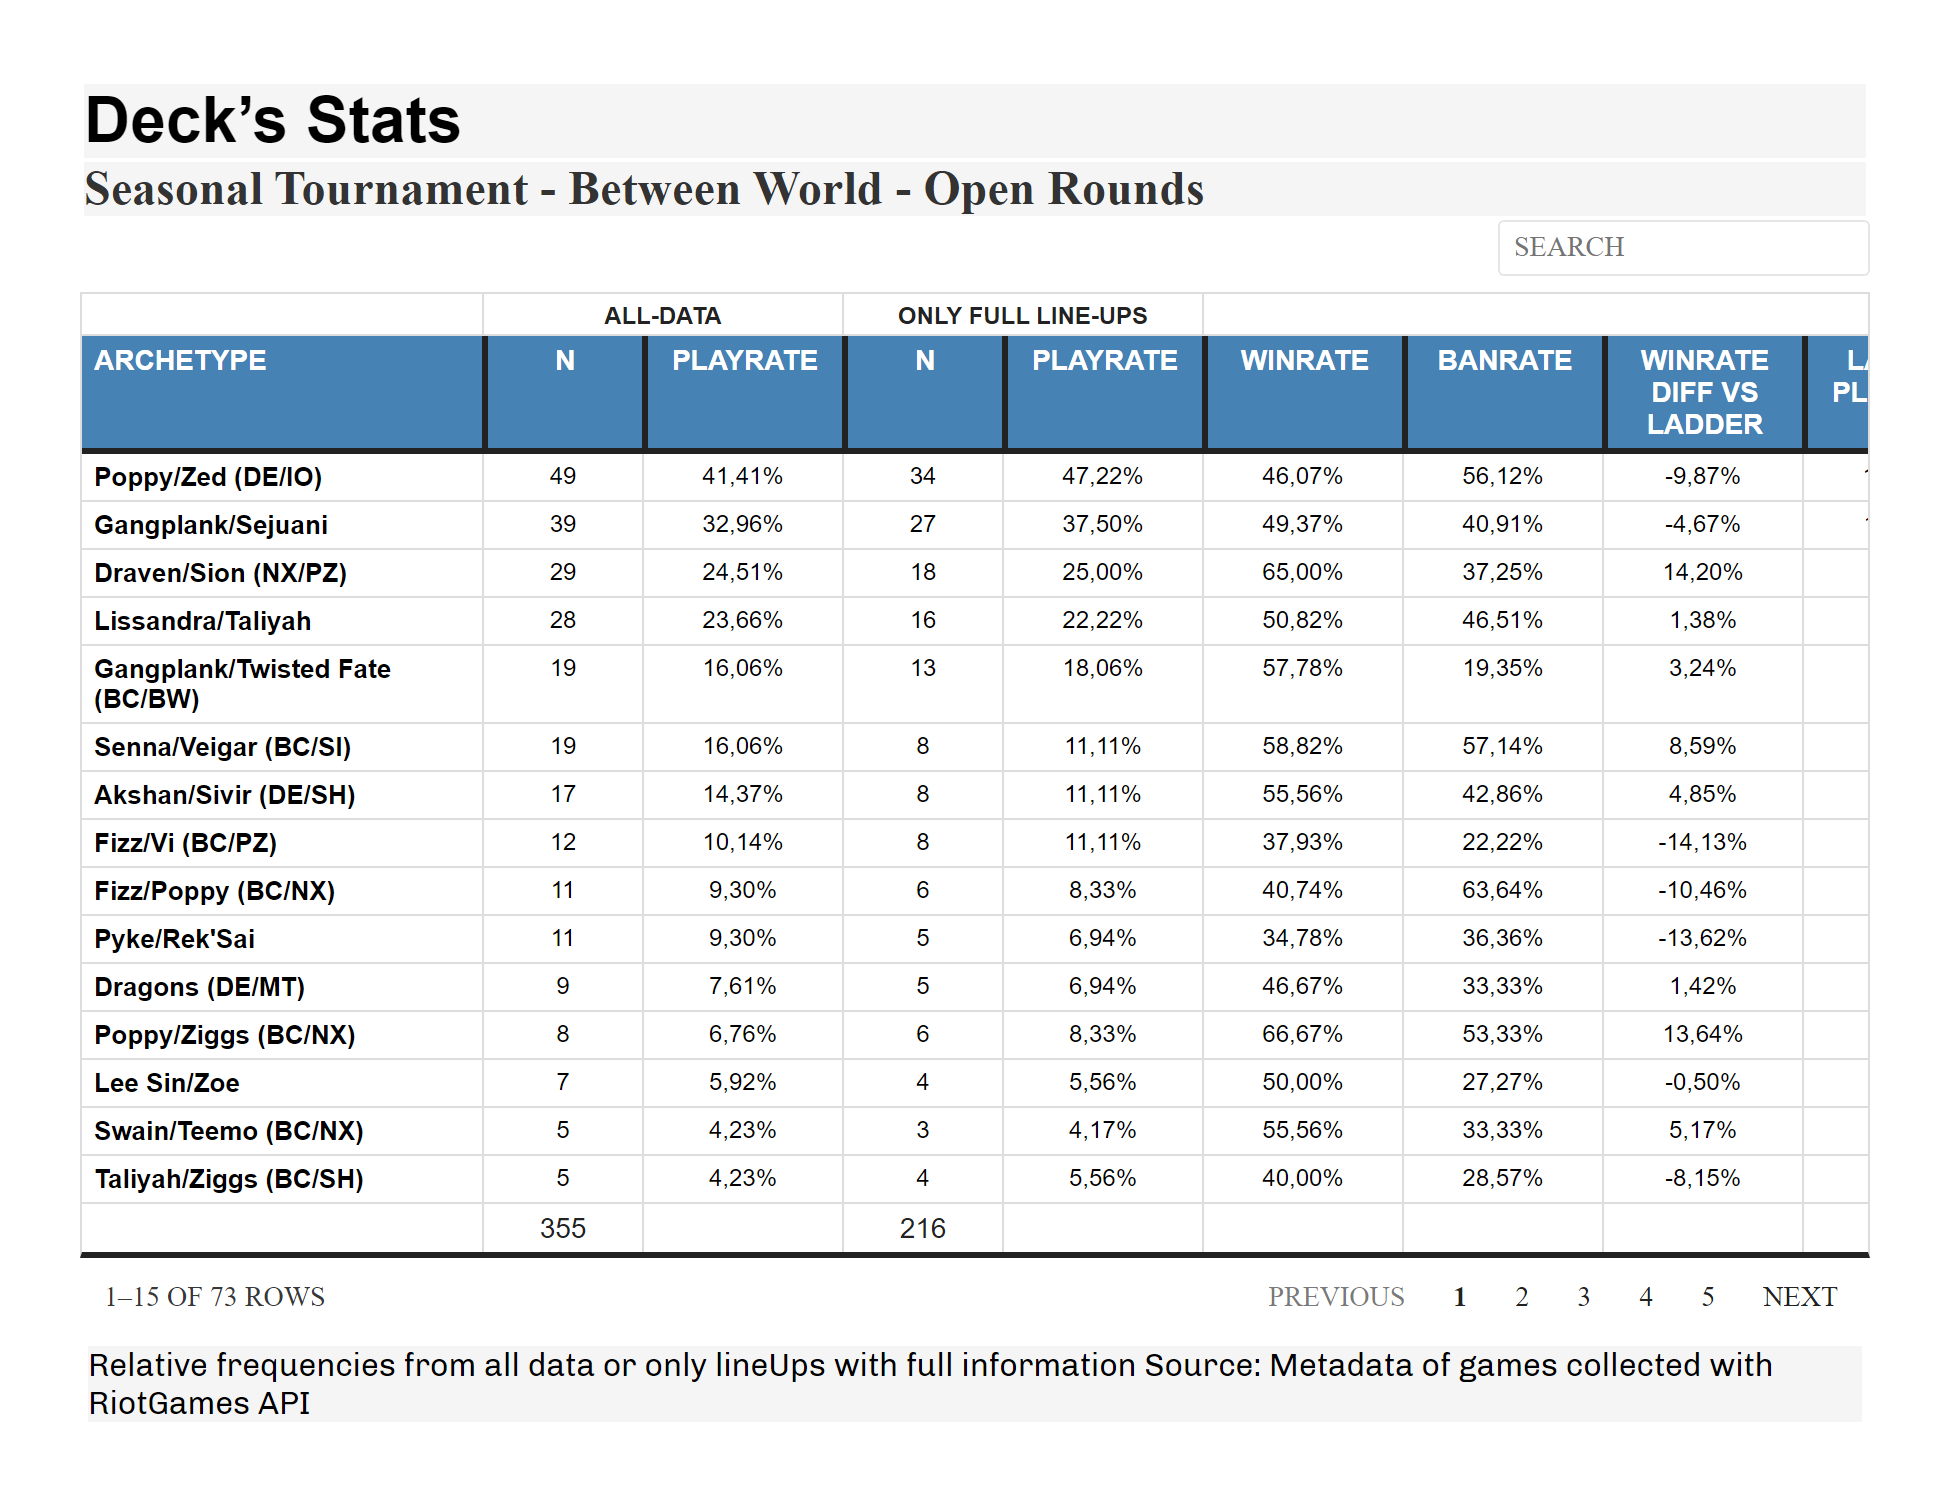 Deck’s Stats
Seasonal Tournament - Between World - Open Rounds
SEARCH
ALL-DATA ONLY FULL LINE-UPS
ARCHETYPE N PLAYRATE N PLAYRATE WINRATE BANRATE WINRATE DIFF VS LADDER
Poppy/Zed (DE/IO) 49 41,41% 34 47,22% 46,07% 56,12% -9,87%
Gangplank/Sejuani 39 32,96% 27 37,50% 49,37% 40,91% -4,67%
Draven/Sion (NX/PZ) 29 24,51% 18 25,00% 65,00% 37,25% 14,20%
Lissandra/Taliyah 28 23,66% 16 22,22% 50,82% 46,51% 1,38%
Gangplank/Twisted Fate (BC/BW) 19 16,06% 13 18,06% 57,78% 19,35% 3,24%
Senna/Veigar (BC/SI) 19 16,06% 8 11,11% 58,82% 57,14% 8,59%
Akshan/Sivir (DE/SH) 17 14,37% 8 11,11% 55,56% 42,86% 4,85%
Fizz/Vi (BC/PZ) 12 10,14% 8 11,11% 37,93% 22,22% -14,13%
Fizz/Poppy (BC/NX) 11 9,30% 6 8,33% 40,74% 63,64% -10,46%
Pyke/Rek'Sai 11 9,30% 5 6,94% 34,78% 36,36% -13,62%
Dragons (DE/MT) 9 7,61% 5 6,94% 46,67% 33,33% 1,42%
Poppy/Ziggs (BC/NX) 8 6,76% 6 8,33% 66,67% 53,33% 13,64%
Lee Sin/Zoe 7 5,92% 4 5,56% 50,00% 27,27% -0,50%
Swain/Teemo (BC/NX) 5 4,23% 3 4,17% 55,56% 33,33% 5,17%
Taliyah/Ziggs (BC/SH) 5 4,23% 4 5,56% 40,00% 28,57% -8,15%
355 216
1–15 OF 73 ROWS PREVIOUS 1 2 3 4 5 NEXT
Relative frequencies from all data or only lineUps with full information Source: Metadata of games collected with
RiotGames API